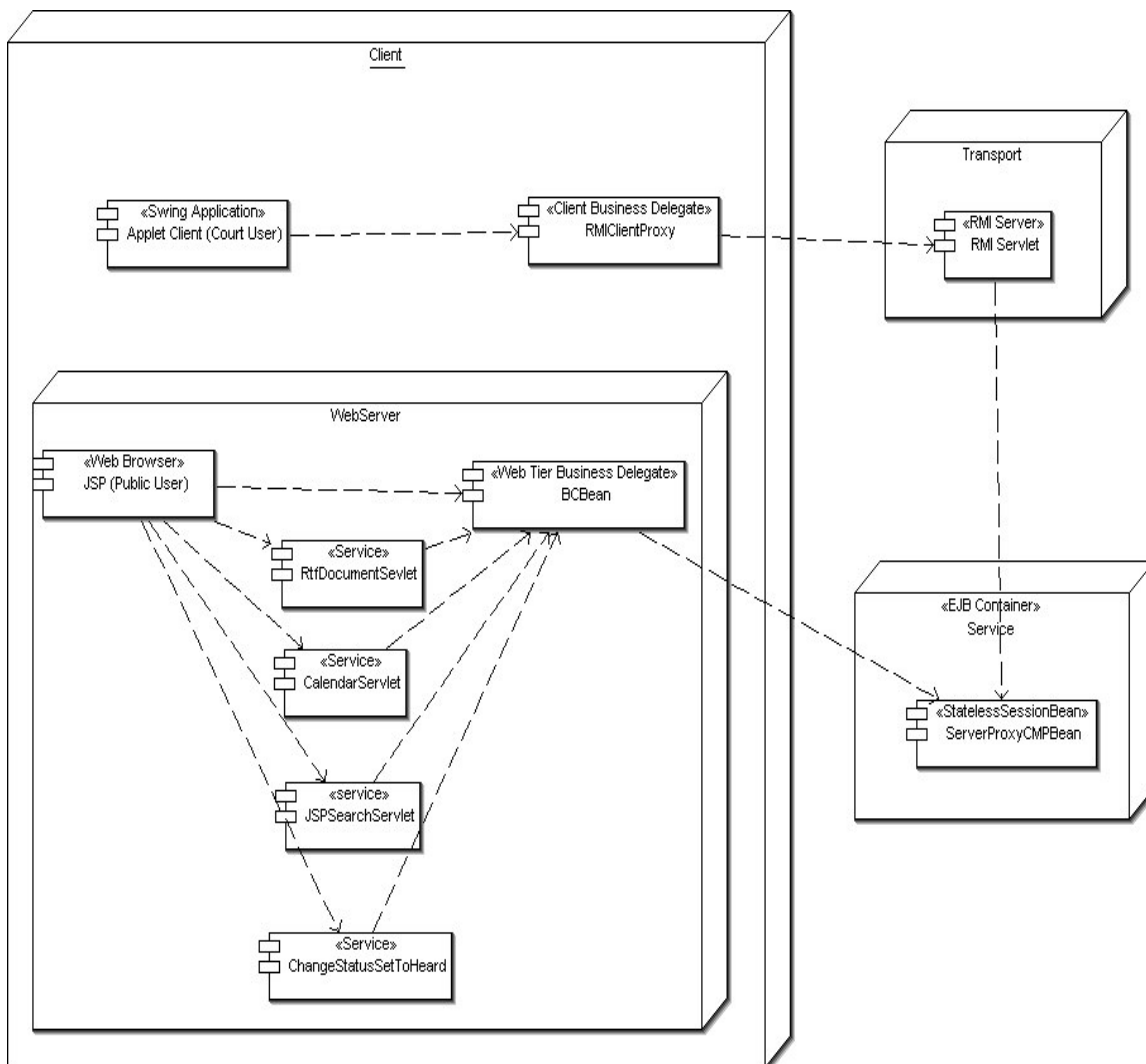 Client
Transport
«Swing Application»
Applet Client (Court User)
«Client Business Delegate»
RMIClientProxy
«RMI Server»
RMI Servlet
WebServer
«Web Browser»
JSP (Public User)
«Web Tier Business Delegate»
BCBean
«Service»
RtfDocumentSevlet
«EJB Container»
Service
«Service»
CalendarServlet
«StatelessSessionBean»
ServerProxyCMPBean
«service»
JSPSearchServlet
«Service»
ChangeStatusSetToHeard